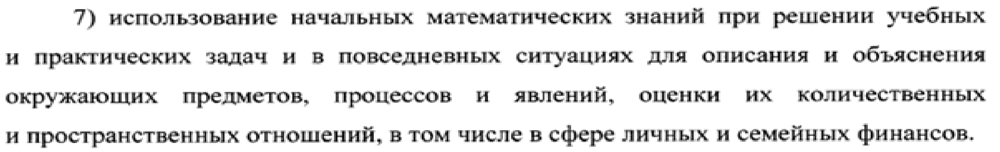 7) использование начальных математических знаний при решении учебных
и практических задач и в повседневных ситуациях для описания и объяснения
окружающих предметов, процессов и явлений, оценки их количественных
и пространственных отношений, в том числе в сфере личных и семейных финансов.